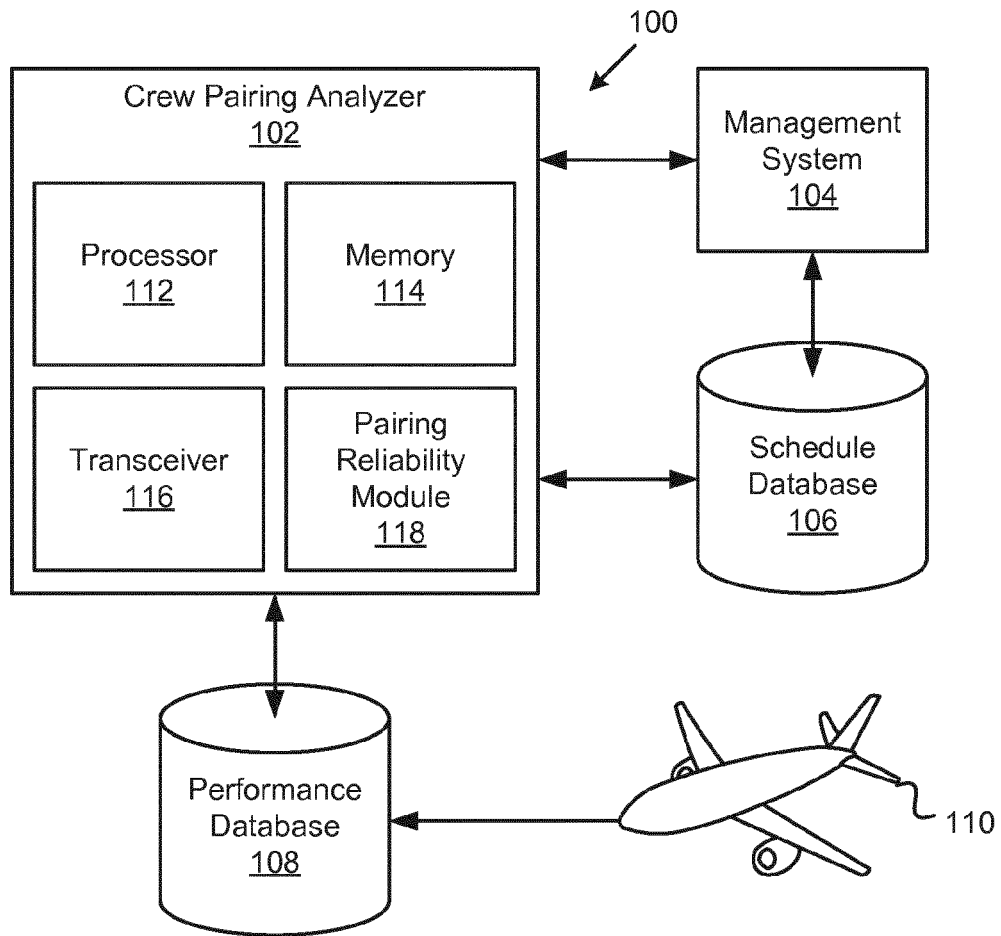 100
Crew Pairing Analyzer
102
Management
System
104
Processor
112
Memory
114
Transceiver
116
Pairing
Reliability
Module
118
Schedule
Database
106
Performance
Database
108
110